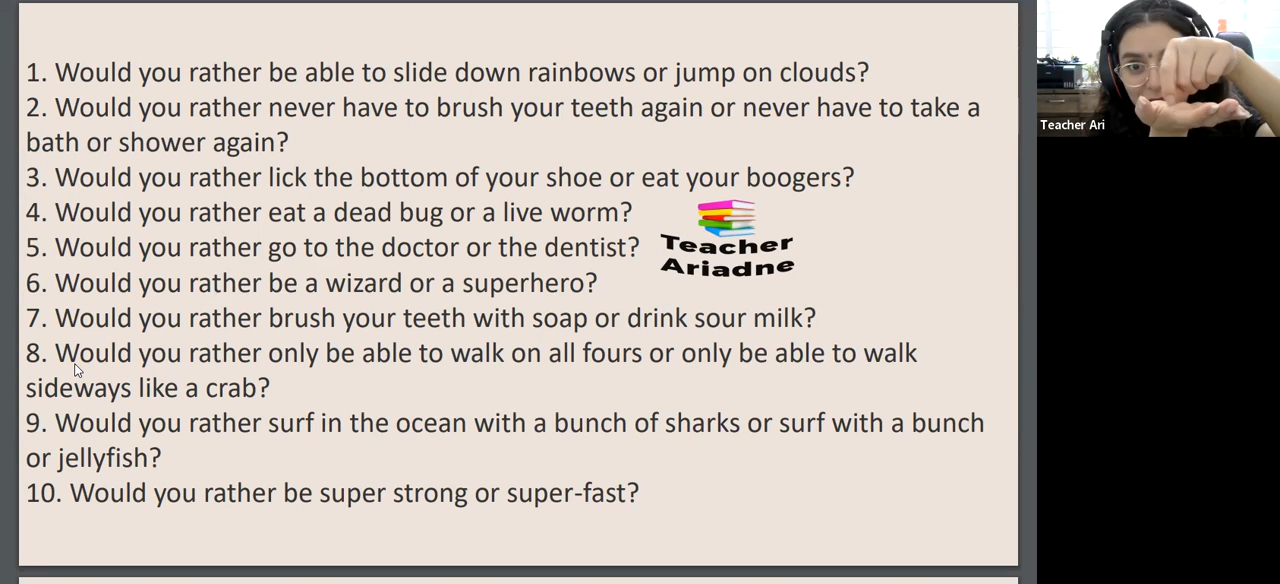 1. Would you rather be able to slide down rainbows or jump on clouds?
2. Would you rather never have to brush your teeth again or never have to take a
bath or shower again?
3. Would you rather lick the bottom of your shoe or eat your boogers?
4. Would you rather eat a dead bug or a live worm?
5. Would you rather go to the doctor or the dentist?
6. Would you rather be a wizard or a superhero?
7. Would you rather brush your teeth with soap or drink sour milk?
8. Would you rather only be able to walk on all fours or only be able to walk
sideways like a crab?
9. Would you rather surf in the ocean with a bunch of sharks or surf with a bunch
or jellyfish?
10. Would you rather be super strong or super-fast?
Teacher
Ariadne
Teacher Ari